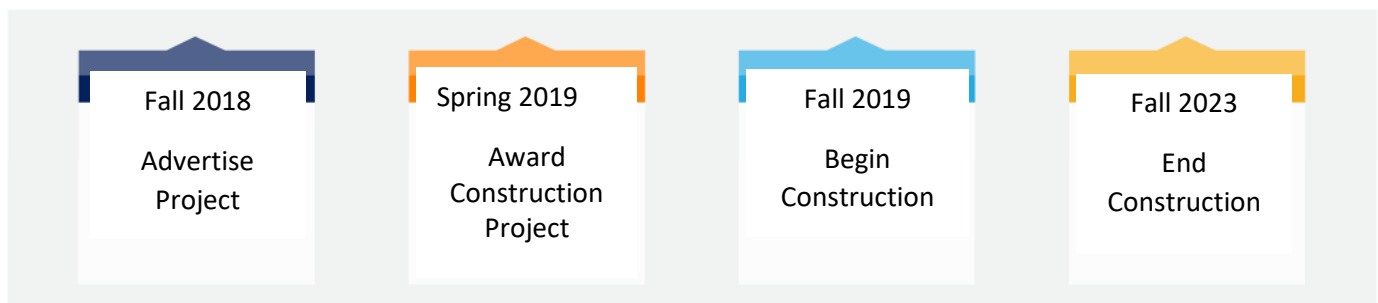 Fall 2018
Advertise
Project
Spring 2019
Award
Construction
Project
Fall 2019
Begin
Construction
Fall 2023
End
Construction